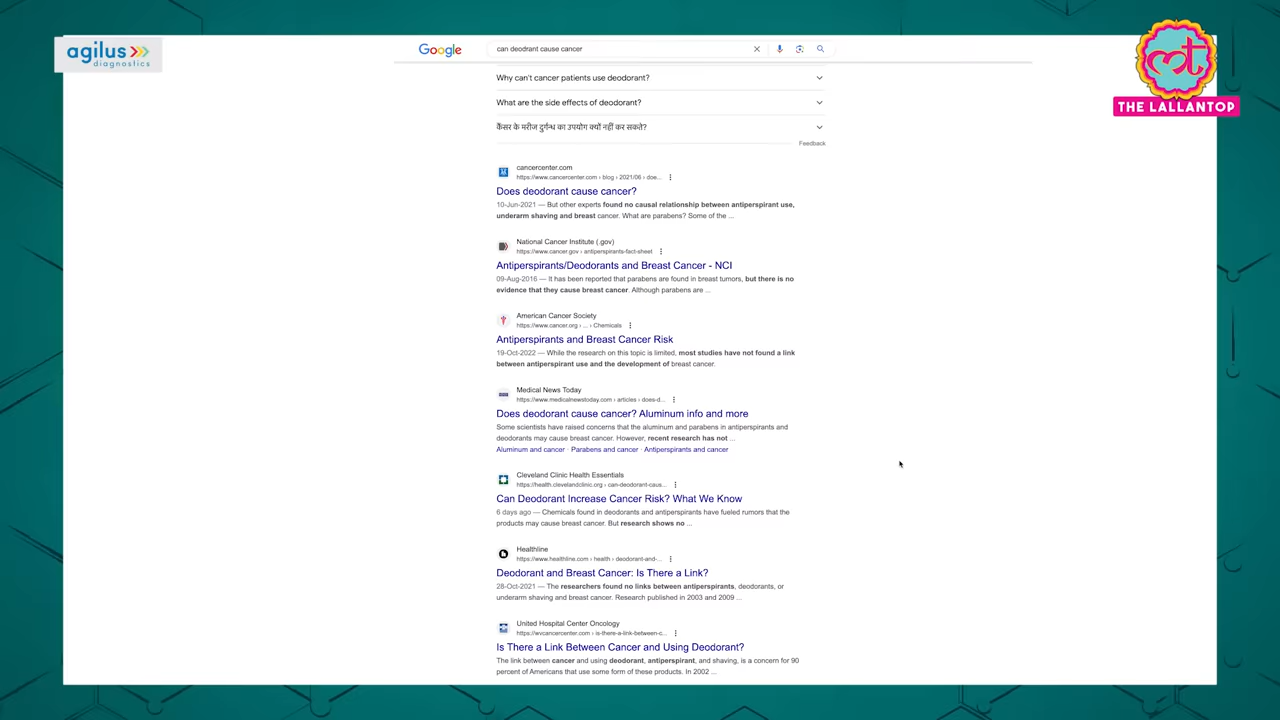 agilus
diagnostics
Google
can deodrant cause cancer
THE LALLANTOP
Why can't cancer patients use deodorant?
What are the side effects of deodorant?
कैंसर के मरीज दुर्गन्ध का उपयोग क्यों नहीं कर सकते?
Feedback
cancercenter.com
https://www.cancercenter.com › blog › 2021/06 › doe...
Does deodorant cause cancer?
10-Jun-2021 — But other experts found no causal relationship between antiperspirant use,
underarm shaving and breast cancer. What are parabens? Some of the ...
National Cancer Institute (.gov)
https://www.cancer.gov › antiperspirants-fact-sheet
Antiperspirants/Deodorants and Breast Cancer - NCI
09-Aug-2016 — It has been reported that parabens are found in breast tumors, but there is no
evidence that they cause breast cancer. Although parabens are ...
American Cancer Society
https://www.cancer.org › ... › Chemicals
Antiperspirants and Breast Cancer Risk
19-Oct-2022 — While the research on this topic is limited, most studies have not found a link
between antiperspirant use and the development of breast cancer.
Medical News Today
https://www.medicalnewstoday.com › articles › does-d...
Does deodorant cause cancer? Aluminum info and more
Some scientists have raised concerns that the aluminum and parabens in antiperspirants and
deodorants may cause breast cancer. However, recent research has not ...
Aluminum and cancer · Parabens and cancer · Antiperspirants and cancer
Cleveland Clinic Health Essentials
https://health.clevelandclinic.org › can-deodorant-caus...
Can Deodorant Increase Cancer Risk? What We Know
6 days ago — Chemicals found in deodorants and antiperspirants have fueled rumors that the
products may cause breast cancer. But research shows no ...
Healthline
https://www.healthline.com › health › deodorant-and-...
Deodorant and Breast Cancer: Is There a Link?
28-Oct-2021 — The researchers found no links between antiperspirants, deodorants, or
underarm shaving and breast cancer. Research published in 2003 and 2009 ...
United Hospital Center Oncology
https://wvcancercenter.com › is-there-a-link-between-c...
Is There a Link Between Cancer and Using Deodorant?
The link between cancer and using deodorant, antiperspirant, and shaving, is a concern for 90
percent of Americans that use some form of these products. In 2002 ...